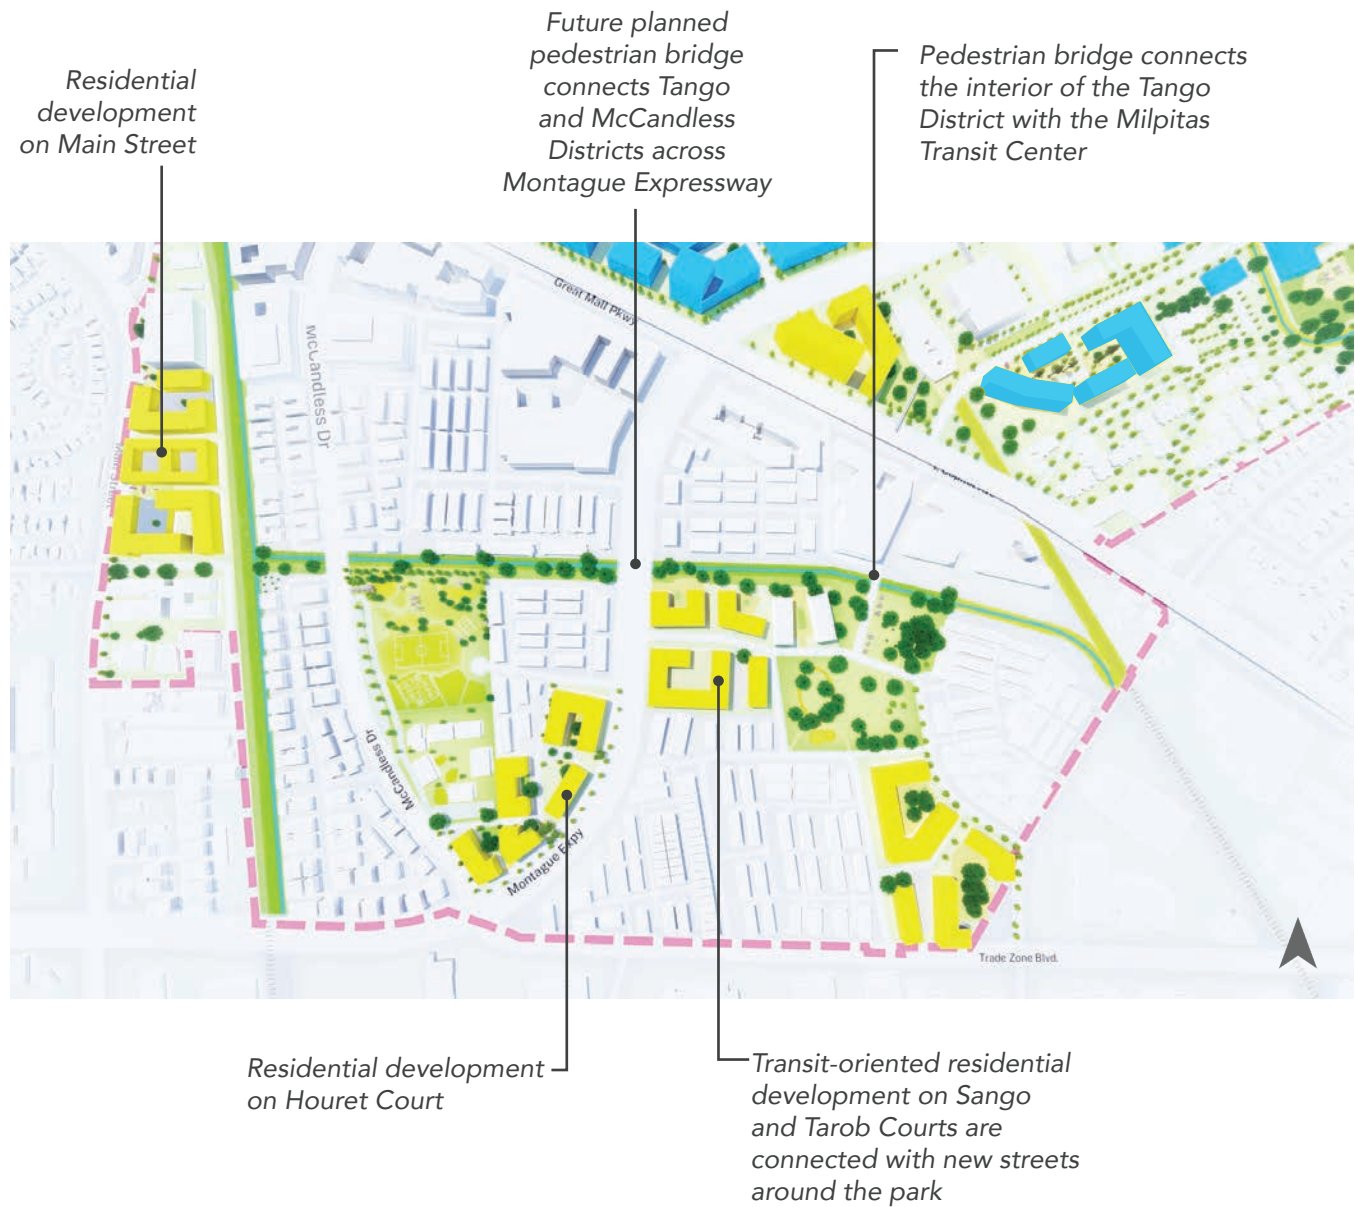 Future planned
pedestrian bridge
connects Tango
and McCandless
Districts across
Montague Expressway
Pedestrian bridge connects
the interior of the Tango
District with the Milpitas
Transit Center
Residential
development
on Main Street
Great Mall Pkwy
McCandless Dr
Main Street
McCandless Dr
Montague Expy
Trade Zone Blvd.
Residential development
on Houret Court
Transit-oriented residential
development on Sango
and Tarob Courts are
connected with new streets
around the park